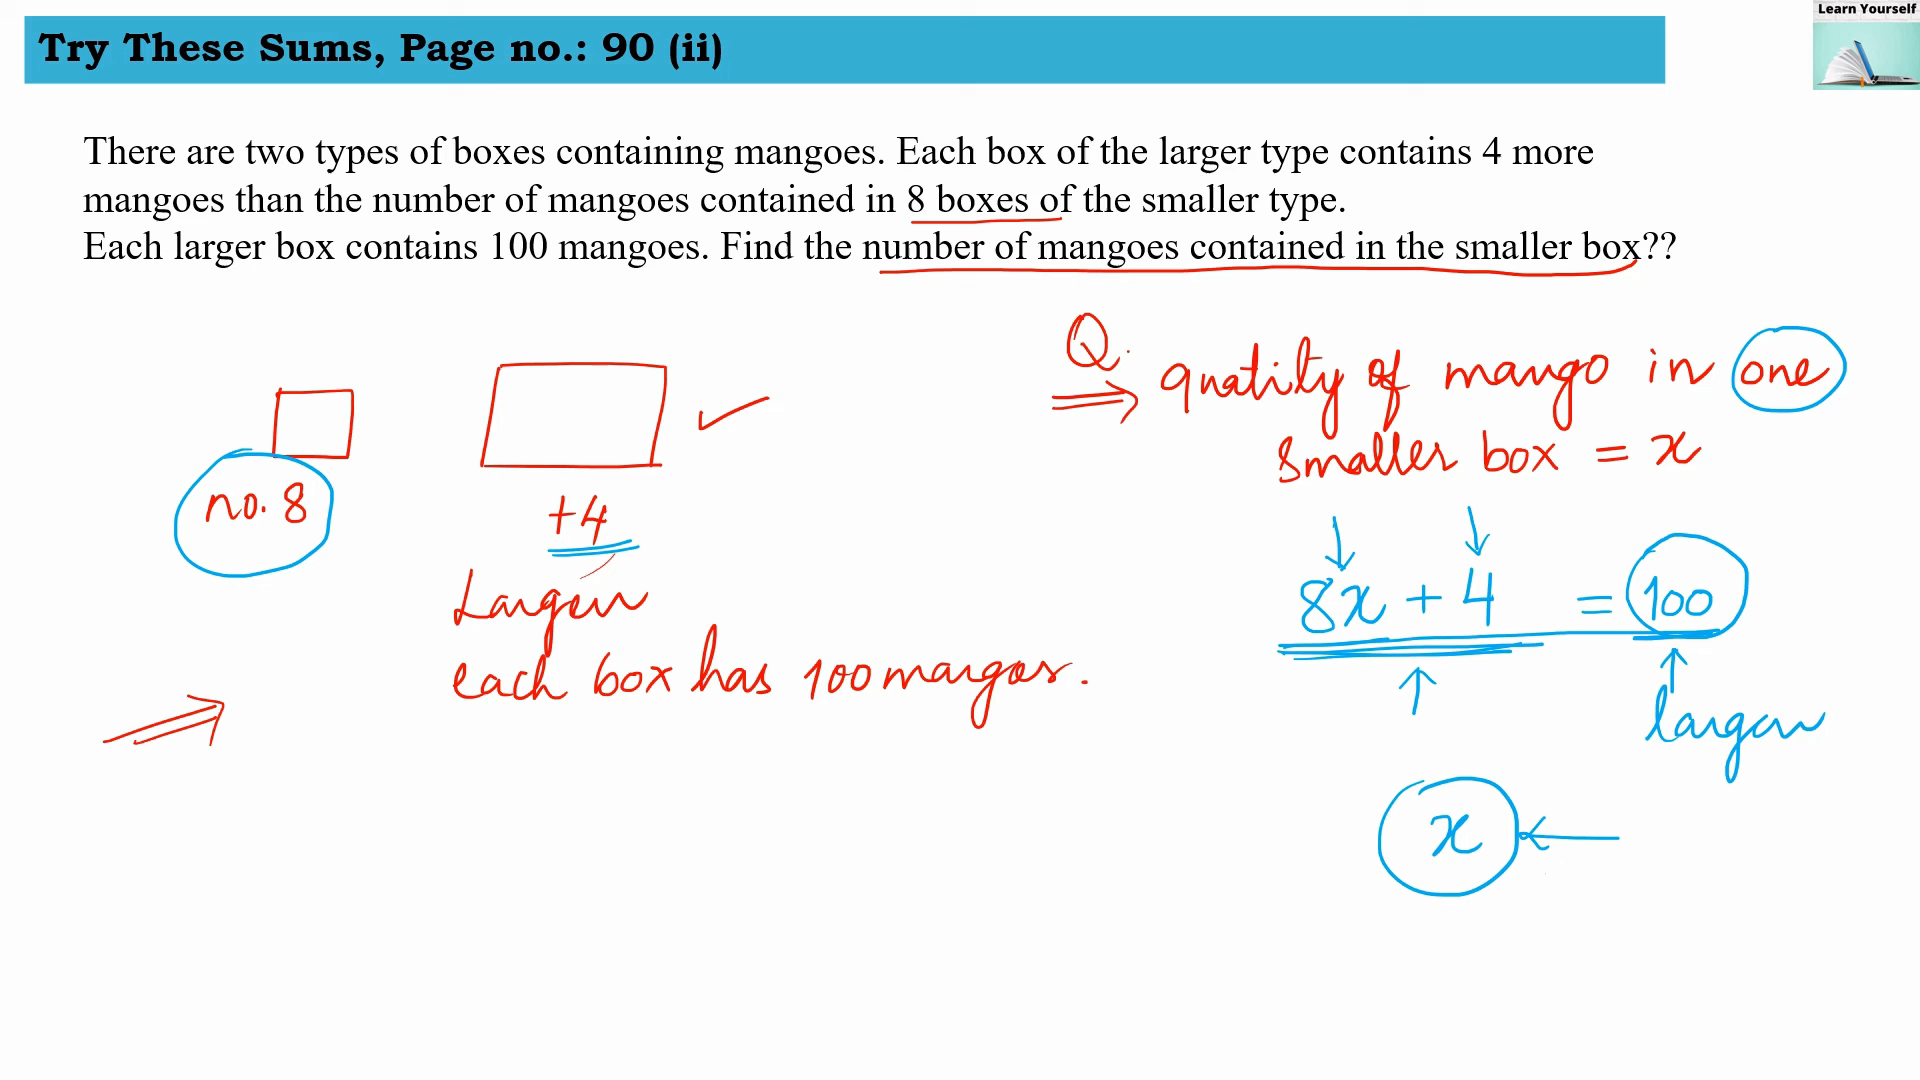 Learn Yourself
Try These Sums, Page no.: 90 (ii)
There are two types of boxes containing mangoes. Each box of the larger type contains 4 more
mangoes than the number of mangoes contained in 8 boxes of the smaller type.
Each larger box contains 100 mangoes. Find the number of mangoes contained in the smaller box??
Q.
quatity of mango in one
smaller box = x
no. 8
+4
Larger
each box has 100 mangoes.
8x + 4 = 100
larger
x